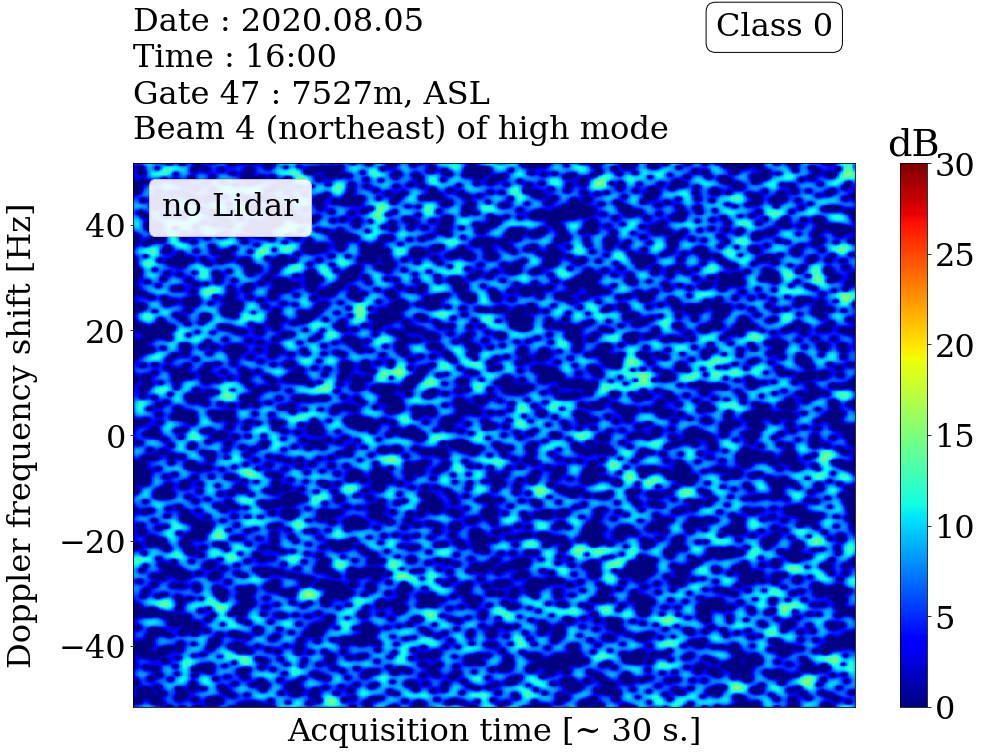 Date : 2020.08.05
Time : 16:00
Gate 47 : 7527m, ASL
Beam 4 (northeast) of high mode
Class 0
dB
no Lidar
Doppler frequency shift [Hz]
40
20
0
−20
−40
30
25
20
15
10
5
0
Acquisition time [~ 30 s.]